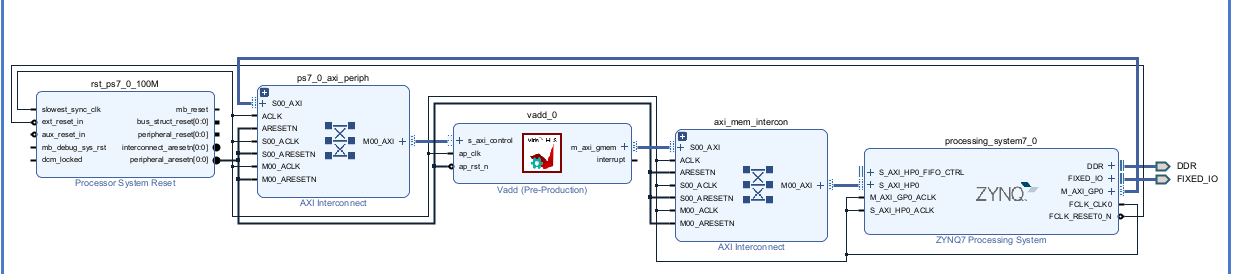 rst_ps7_0_100M
slowest_sync_clk
ext_reset_in
aux_reset_in
mb_debug_sys_rst
dcm_locked
mb_reset
bus_struct_reset[0:0]
peripheral_reset[0:0]
interconnect_aresetn[0:0]
peripheral_aresetn[0:0]
Processor System Reset
ps7_0_axi_periph
S00_AXI
ACLK
ARESETN
S00_ACLK
S00_ARESETN
M00_ACLK
M00_ARESETN
M00_AXI
AXI Interconnect
vadd_0
s_axi_control
ap_clk
ap_rst_n
m_axi_gmem
interrupt
Vadd (Pre-Production)
axi_mem_intercon
S00_AXI
ACLK
ARESETN
S00_ACLK
S00_ARESETN
M00_ACLK
M00_ARESETN
M00_AXI
AXI Interconnect
processing_system7_0
S_AXI_HP0_FIFO_CTRL
S_AXI_HP0
M_AXI_GP0_ACLK
S_AXI_HP0_ACLK
ZYNQ
DDR
FIXED_IO
M_AXI_GP0
FCLK_CLK0
FCLK_RESET0_N
ZYNQ7 Processing System
DDR
FIXED_IO